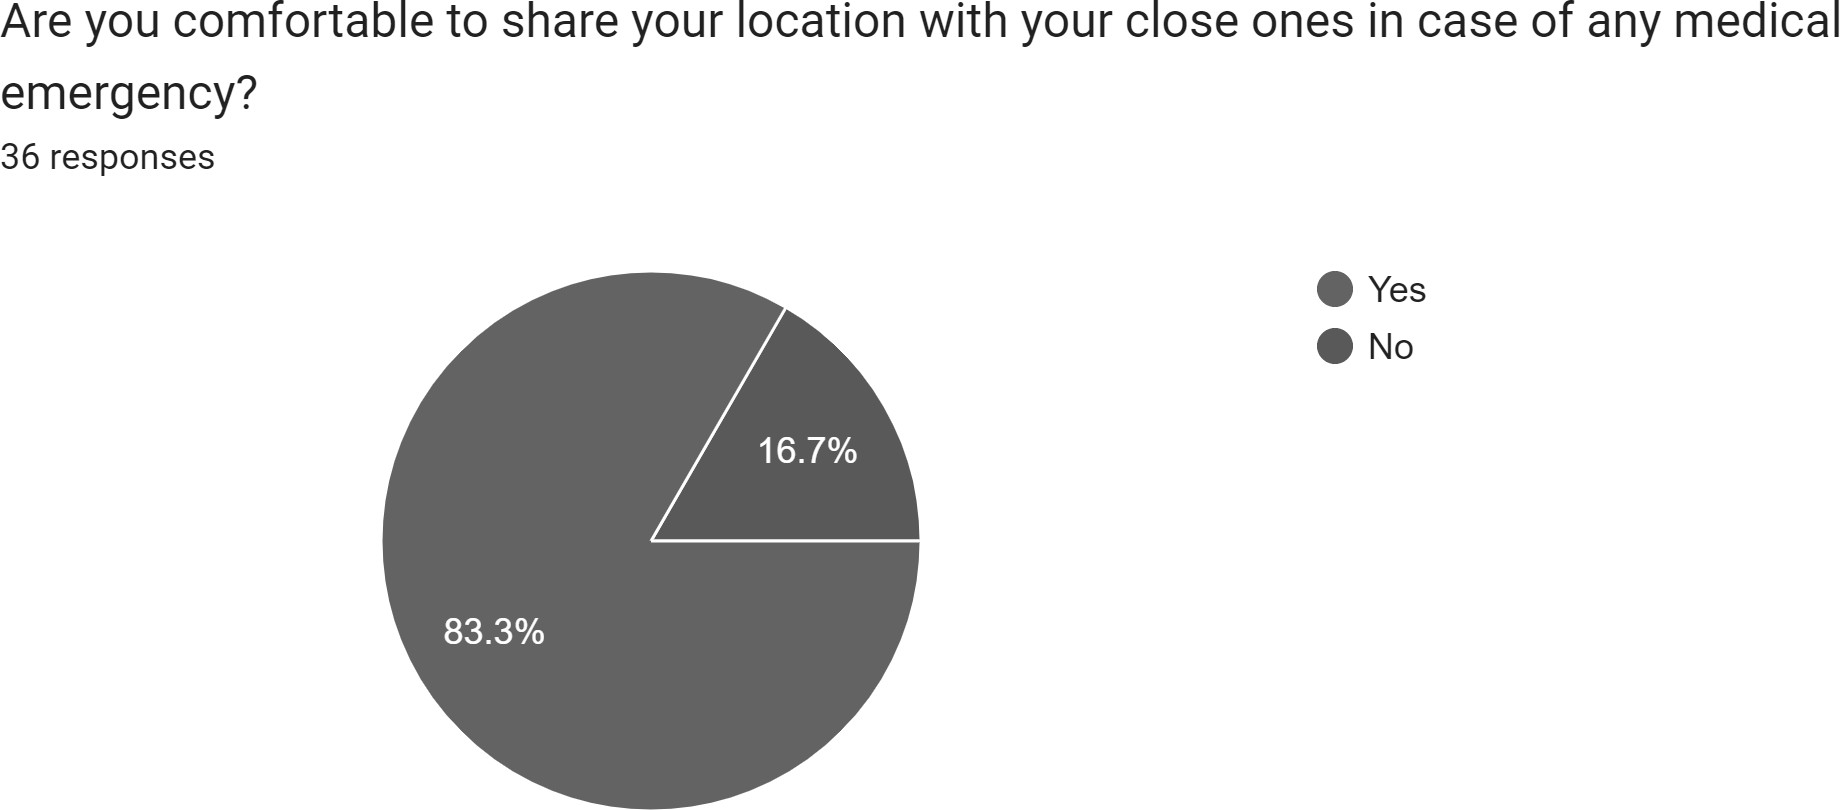 Are you comfortable to share your location with your close ones in case of any medical
emergency?
36 responses
Yes
No
16.7%
83.3%